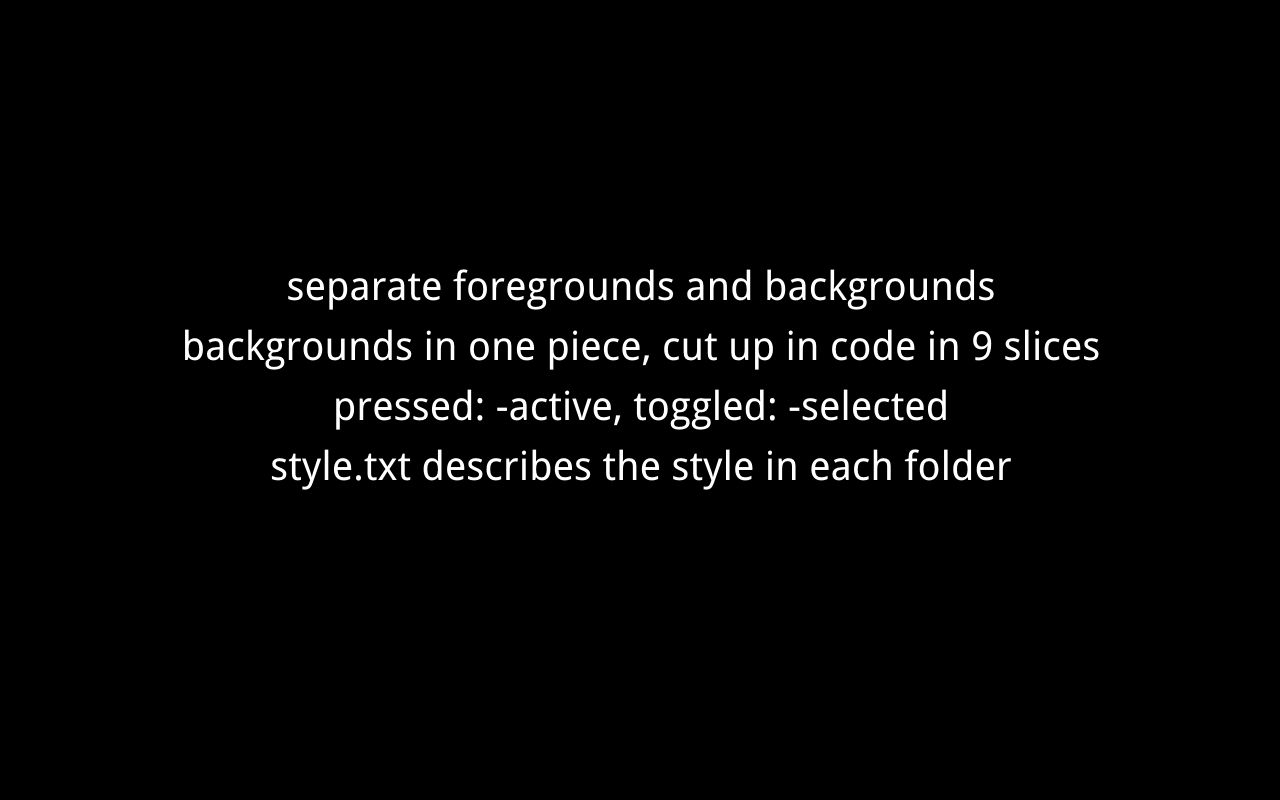 separate foregrounds and backgrounds
backgrounds in one piece, cut up in code in 9 slices
pressed: -active, toggled: -selected
style.txt describes the style in each folder